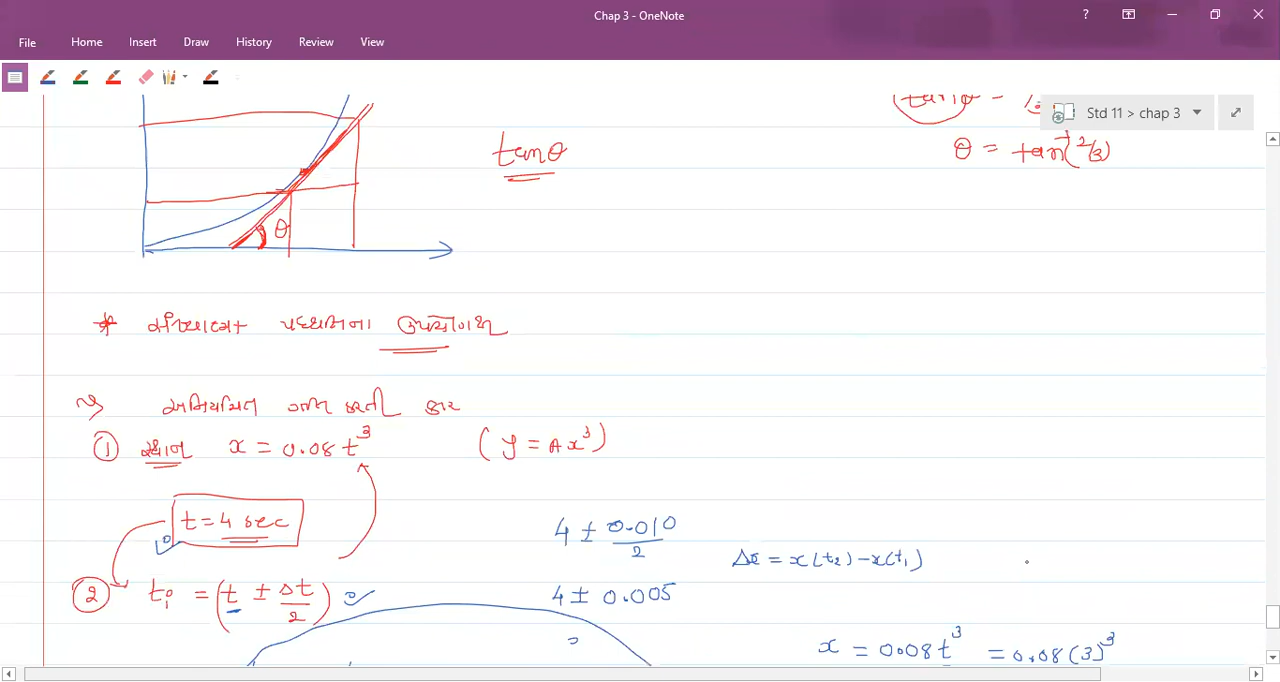 Chap 3 - OneNote
File Home Insert Draw History Review View
Std 11 > chap 3
tanθ
θ = tan⁻¹(2/3)
θ
* સંખ્યાત્મક પદ્ધતિના ઉપયોગથી
અનિયમિત ગતિ કરતી કાર
① સ્થાન x = 0.08 t³ (y = Ax³)
t = 4 sec
4 ± 0.010/2
Δx = x(t₂) - x(t₁)
② tᵢ = (t ± Δt/2)
4 ± 0.005
x = 0.08 t³ = 0.08 (3)³